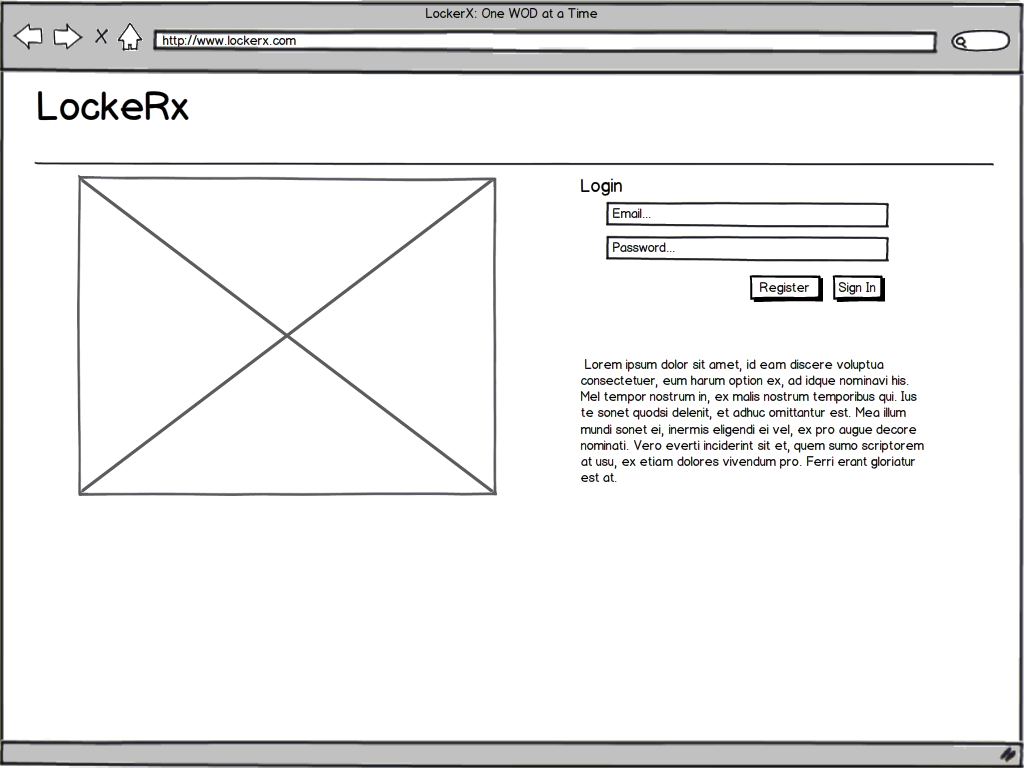 LockerX: One WOD at a Time
http://www.lockerx.com
LockeRx
Login
Email...
Password...
Register
Sign In
Lorem ipsum dolor sit amet, id eam discere voluptua
consectetuer, eum harum option ex, ad idque nominavi his.
Mel tempor nostrum in, ex malis nostrum temporibus qui. Ius
te sonet quodsi delenit, et adhuc omittantur est. Mea illum
mundi sonet ei, inermis eligendi ei vel, ex pro augue decore
nominati. Vero everti inciderint sit et, quem sumo scriptorem
at usu, ex etiam dolores vivendum pro. Ferri erant gloriatur
est at.